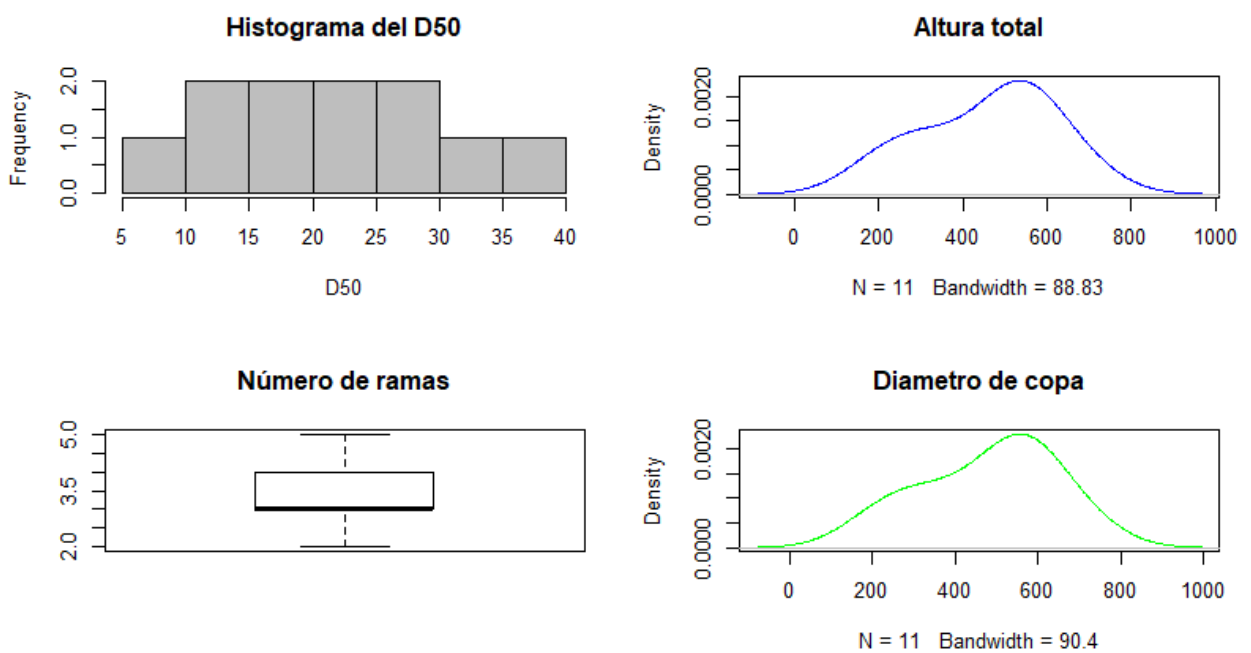 Histograma del D50
Frequency
0.0 1.0 2.0
5 10 15 20 25 30 35 40
D50
Altura total
Density
0.0000 0.0020
0 200 400 600 800 1000
N = 11 Bandwidth = 88.83
Número de ramas
2.0 3.5 5.0
Diametro de copa
Density
0.0000 0.0020
0 200 400 600 800 1000
N = 11 Bandwidth = 90.4